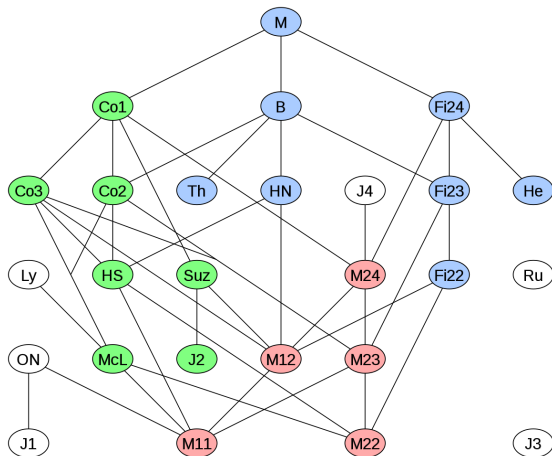 M
Co1 B Fi24
Co3 Co2 Th HN J4 Fi23 He
Ly HS Suz M24 Fi22 Ru
ON McL J2 M12 M23
J1 M11 M22 J3